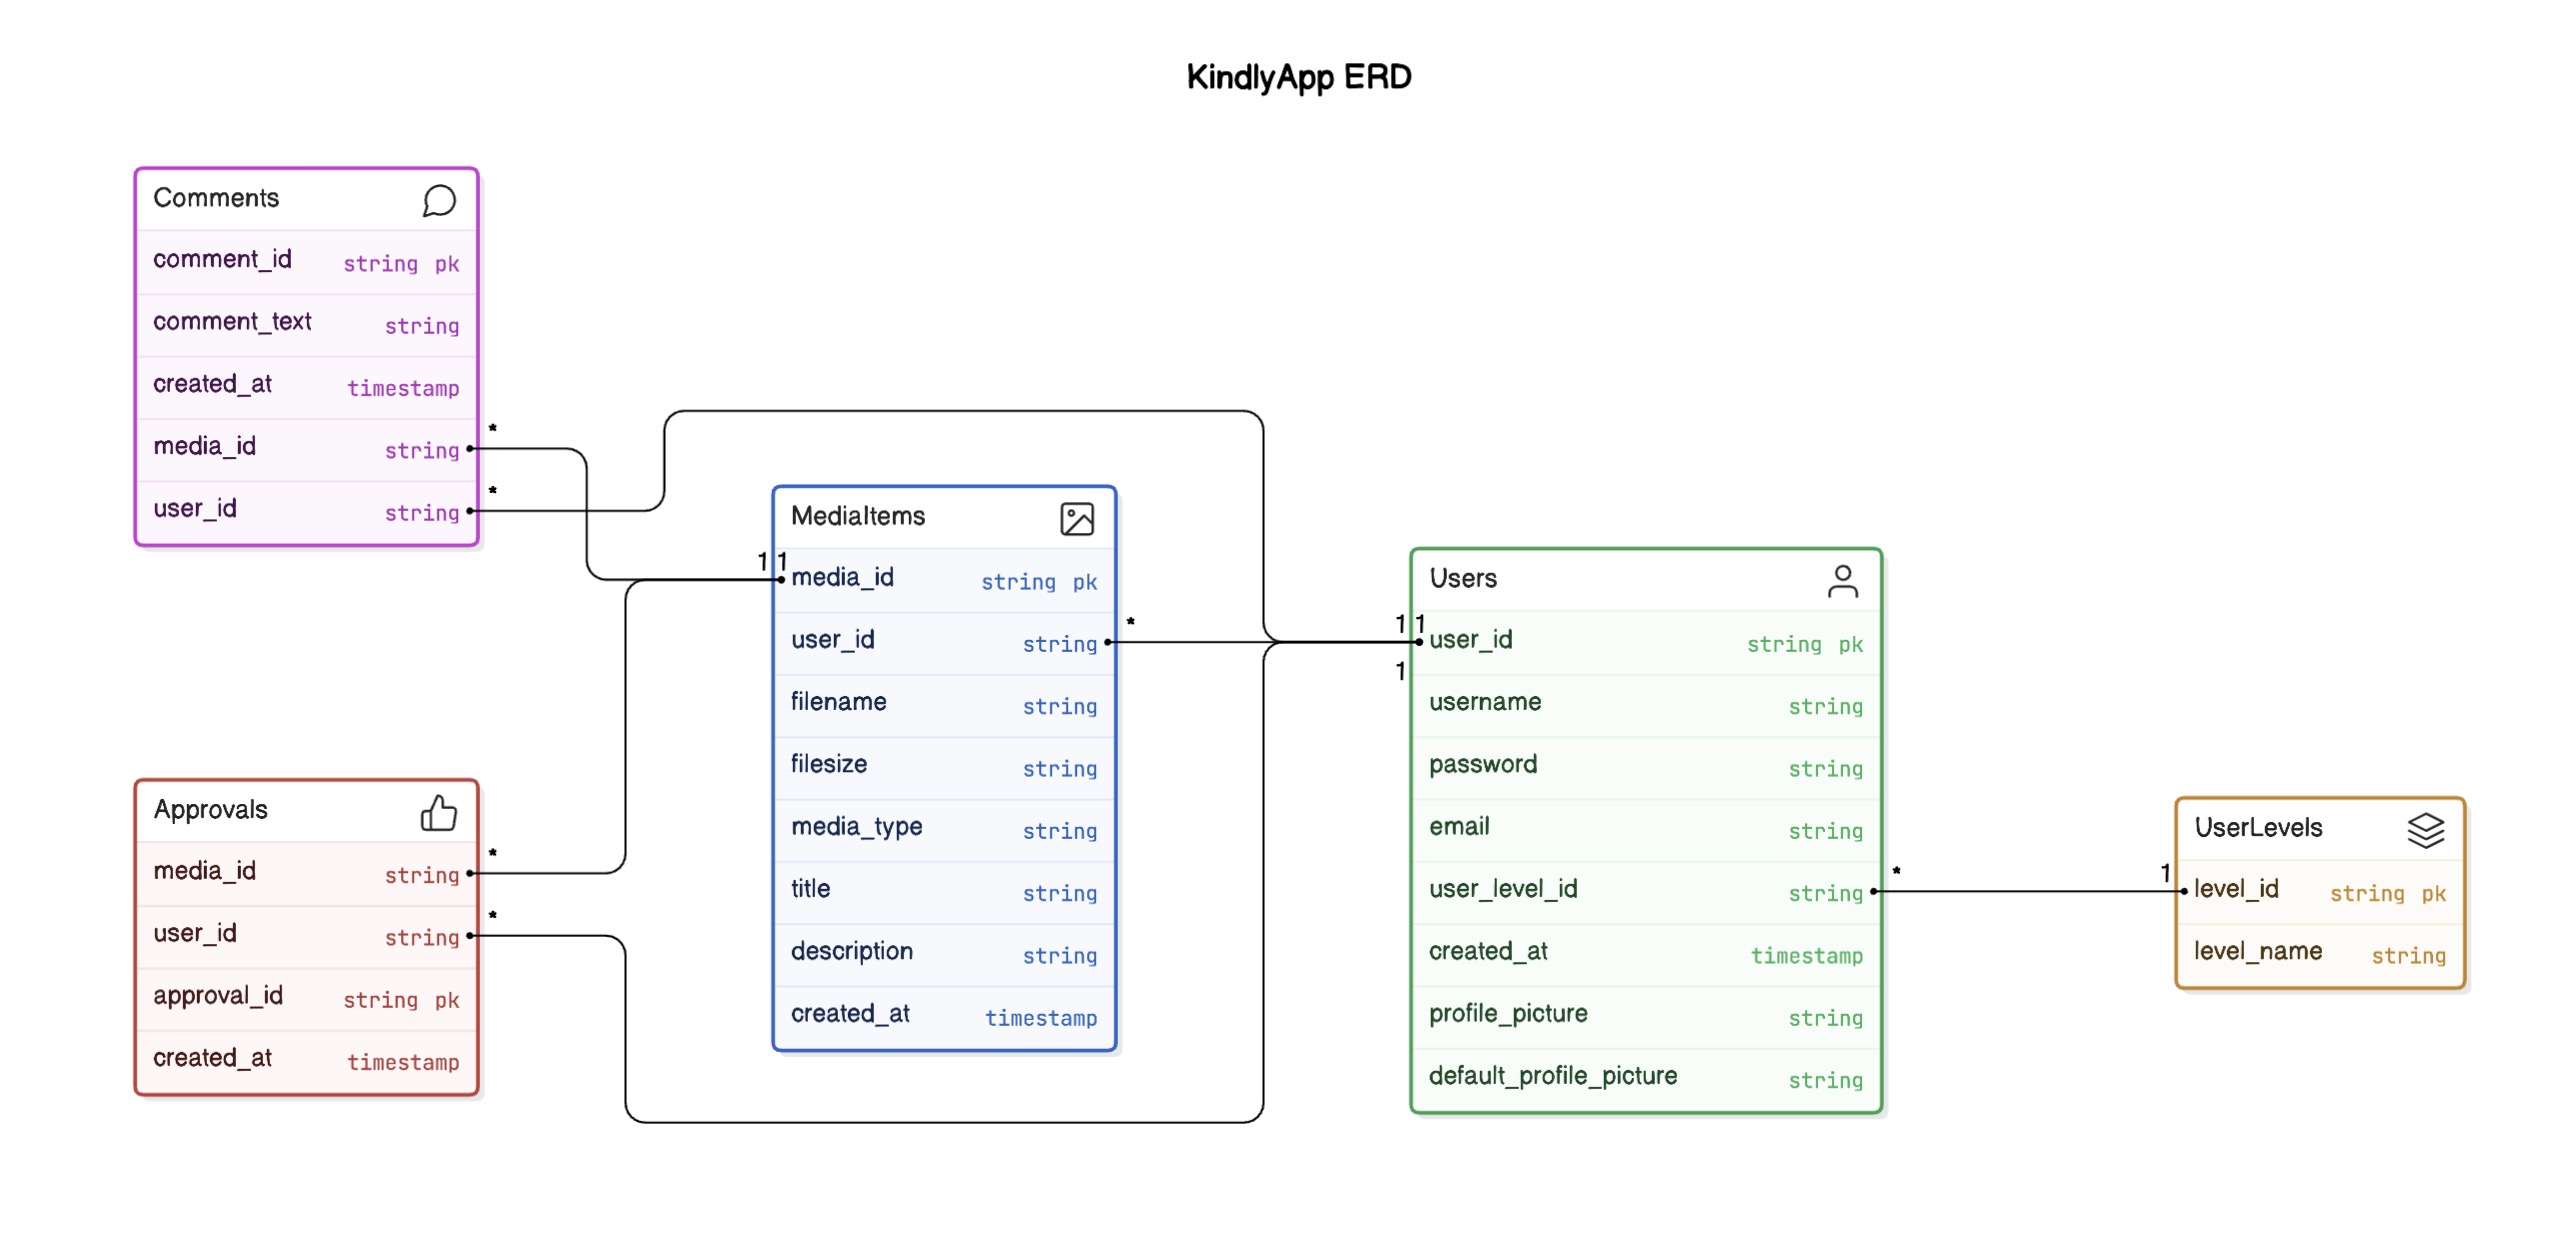 KindlyApp ERD
Comments
comment_id string pk
comment_text string
created_at timestamp
media_id string *
user_id string *
Approvals
media_id string *
user_id string *
approval_id string pk
created_at timestamp
MediaItems
1 1 media_id string pk
user_id string *
filename string
filesize string
media_type string
title string
description string
created_at timestamp
Users
1 1 user_id string pk
1
username string
password string
email string
user_level_id string *
created_at timestamp
profile_picture string
default_profile_picture string
UserLevels
1 level_id string pk
level_name string